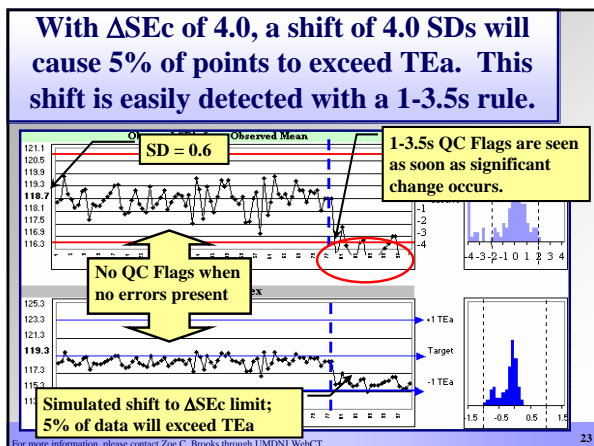 With ΔSEc of 4.0, a shift of 4.0 SDs will
cause 5% of points to exceed TEa. This
shift is easily detected with a 1-3.5s rule.
Observed Mean
SD = 0.6
1-3.5s QC Flags are seen
as soon as significant
change occurs.
121.1
120.5
119.9
119.3
118.7
118.1
117.5
116.9
116.3
-1
-2
-3
-4
-4 -3 -2 -1 0 1 2 3 4
No QC Flags when
no errors present
125.3
123.3
121.3
119.3
117.3
115.3
+1 TEa
Target
-1 TEa
-1.5 -0.5 0.5 1.5
Simulated shift to ΔSEc limit;
5% of data will exceed TEa
For more information, please contact Zoe C. Brooks through UMDNJ WebCT
23